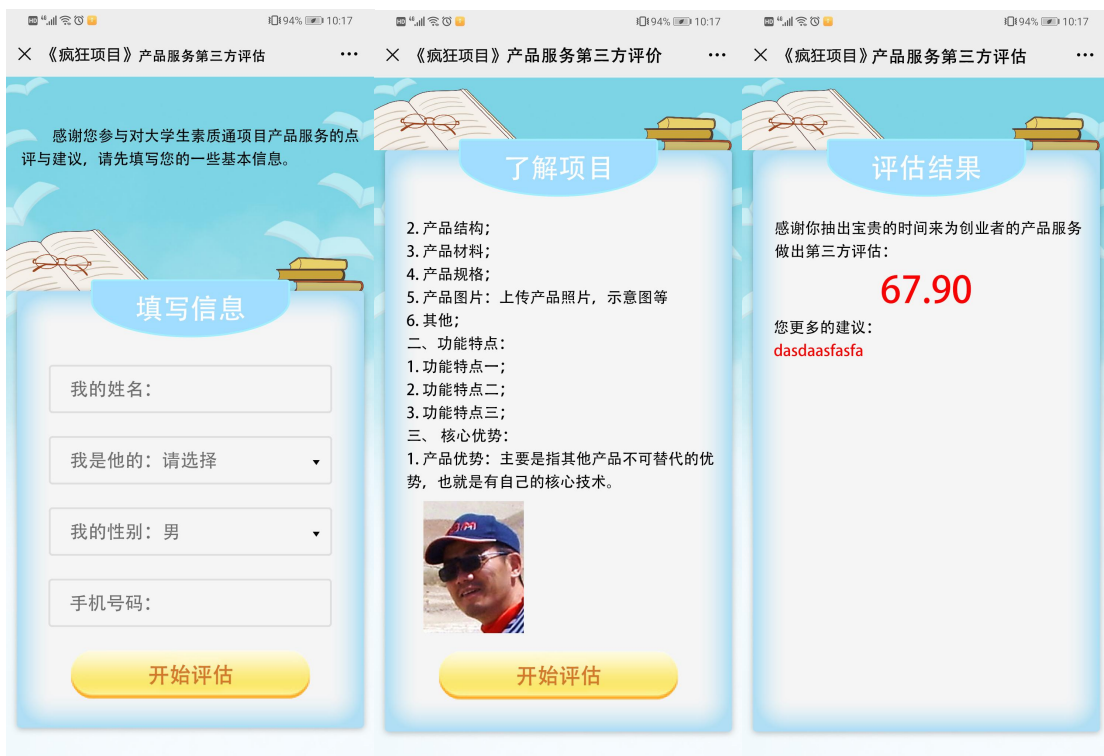 10:17
94%
《疯狂项目》产品服务第三方评估
感谢您参与对大学生素质通项目产品服务的点
评与建议，请先填写您的一些基本信息。
填写信息
我的姓名：
我是他的：请选择
我的性别：男
手机号码：
开始评估
94%
10:17
《疯狂项目》产品服务第三方评价
了解项目
2. 产品结构；
3. 产品材料；
4. 产品规格；
5. 产品图片：上传产品照片，示意图等
6. 其他；
二、功能特点：
1. 功能特点一；
2. 功能特点二；
3. 功能特点三；
三、 核心优势：
1. 产品优势：主要是指其他产品不可替代的优
势，也就是有自己的核心技术。
开始评估
94%
10:17
《疯狂项目》产品服务第三方评估
评估结果
感谢你抽出宝贵的时间来为创业者的产品服务
做出第三方评估：
67.90
您更多的建议：
dasdaasfasfa